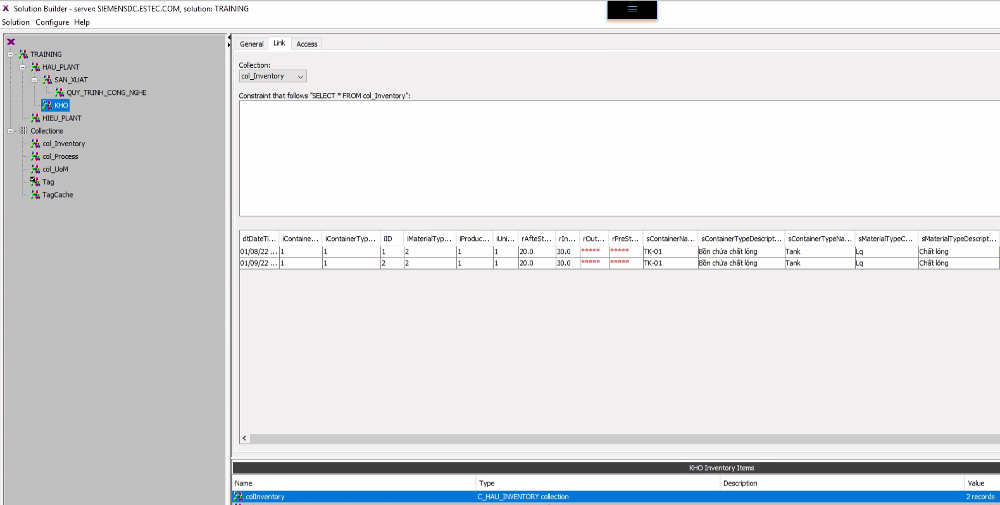 Solution Builder - server: SIEMENSDC.ESTEC.COM, solution: TRAINING
Solution Configure Help
TRAINING
HAU_PLANT
SAN_XUAT
QUY_TRINH_CONG_NGHE
KHO
HIEU_PLANT
Collections
col_Inventory
col_Process
col_UoM
Tag
TagCache
General Link Access
Collection:
col_Inventory
Constraint that follows "SELECT * FROM col_Inventory":
dtDateTi... iContaine... iContainerTyp... iID iMaterialTyp... iProduc... iUni... rAfteSt... rIn... rOut... rPreSt... sContainerNa... sContainerTypeDescript... sContainerTypeNa... sMaterialTypeC... sMaterialTypeDescript...
01/08/22 ... 1 1 1 2 1 1 20.0 30.0 ***** ***** TK-01 Bồn chứa chất lỏng Tank Lq Chất lỏng
01/09/22 ... 1 1 2 2 1 1 20.0 30.0 ***** ***** TK-01 Bồn chứa chất lỏng Tank Lq Chất lỏng
KHO Inventory Items
Name Type Description Value
colInventory C_HAU_INVENTORY collection 2 records